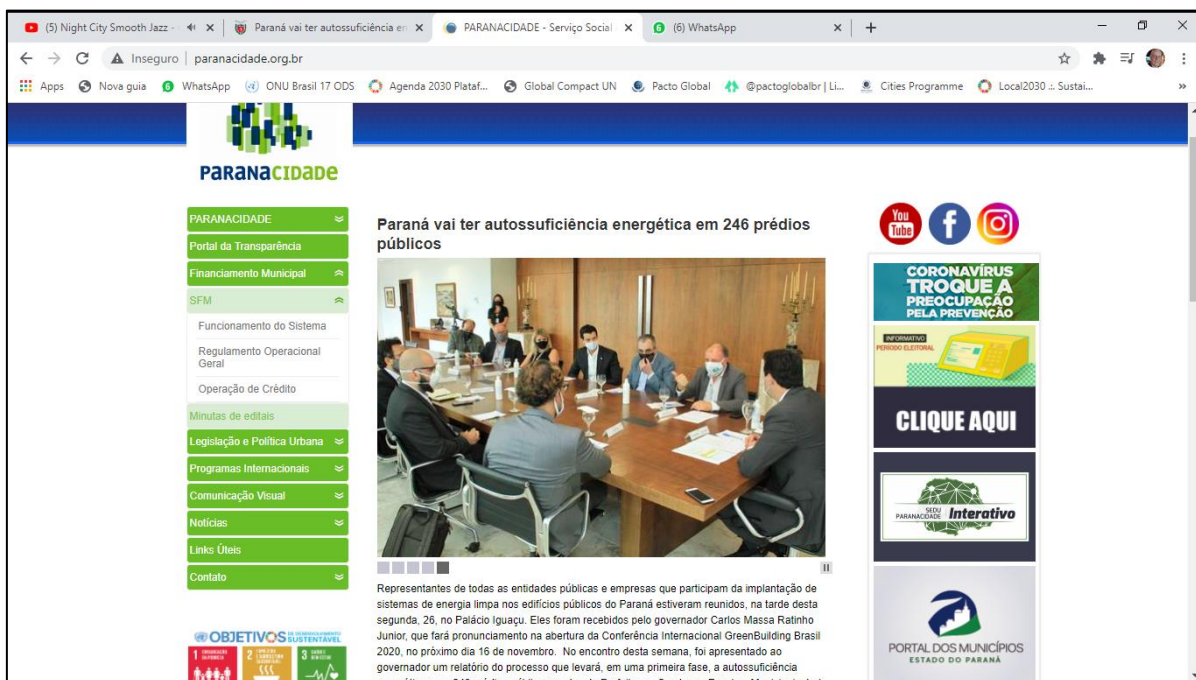 (5) Night City Smooth Jazz -
Paraná vai ter autossuficiência en
PARANACIDADE - Serviço Social
(6) WhatsApp
Inseguro | paranacidade.org.br
Apps
Nova guia
WhatsApp
ONU Brasil 17 ODS
Agenda 2030 Plataf...
Global Compact UN
Pacto Global
@pactoglobalbr | Li...
Cities Programme
Local2030 .:. Sustai...
PARANACIDADE
PARANACIDADE
Portal da Transparência
Financiamento Municipal
SFM
Funcionamento do Sistema
Regulamento Operacional
Geral
Operação de Crédito
Minutas de editais
Legislação e Política Urbana
Programas Internacionais
Comunicação Visual
Notícias
Links Úteis
Contato
OBJETIVOS DE DESENVOLVIMENTO
SUSTENTÁVEL
1
2
3
Paraná vai ter autossuficiência energética em 246 prédios
públicos
Representantes de todas as entidades públicas e empresas que participam da implantação de
sistemas de energia limpa nos edifícios públicos do Paraná estiveram reunidos, na tarde desta
segunda, 26, no Palácio Iguaçu. Eles foram recebidos pelo governador Carlos Massa Ratinho
Junior, que fará pronunciamento na abertura da Conferência Internacional GreenBuilding Brasil
2020, no próximo dia 16 de novembro. No encontro desta semana, foi apresentado ao
governador um relatório do processo que levará, em uma primeira fase, a autossuficiência
You
Tube
CORONAVÍRUS
TROQUE A
PREOCUPAÇÃO
PELA PREVENÇÃO
INFORMATIVO
PERÍODO ELEITORAL
CLIQUE AQUI
SEDU
PARANACIDADE Interativo
PORTAL DOS MUNICÍPIOS
ESTADO DO PARANÁ